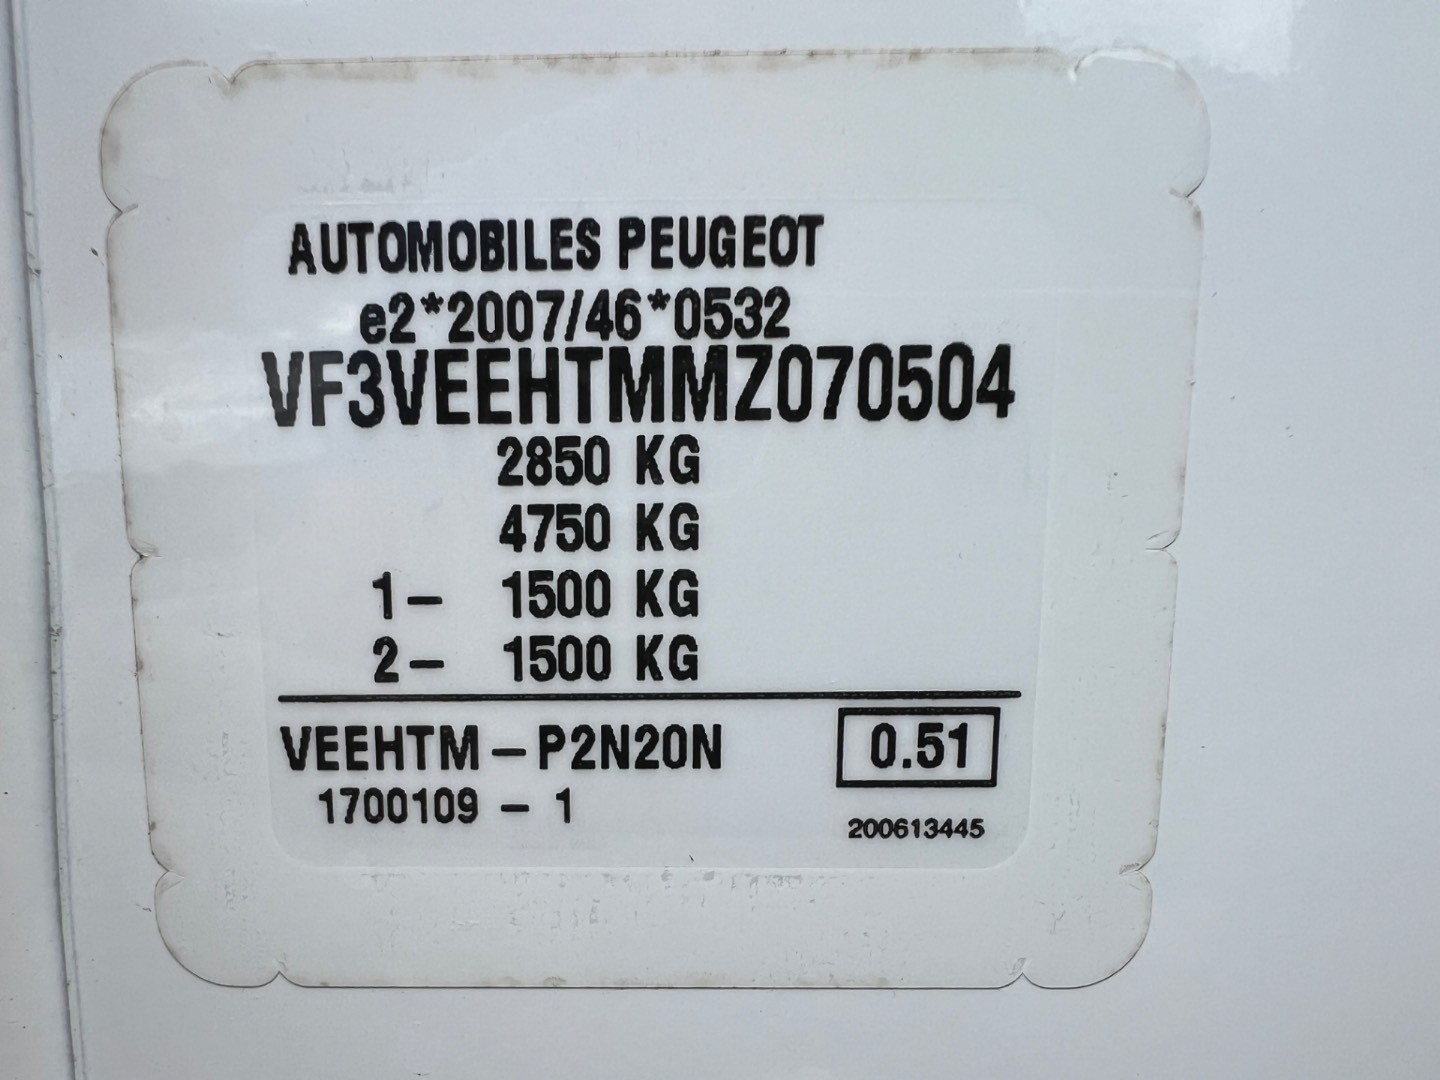 AUTOMOBILES PEUGEOT
e2*2007/46*0532
VF3VEEHTMMZ070504
2850 KG
4750 KG
1- 1500 KG
2- 1500 KG
VEEHTM-P2N20N 0.51
1700109 - 1
200613445